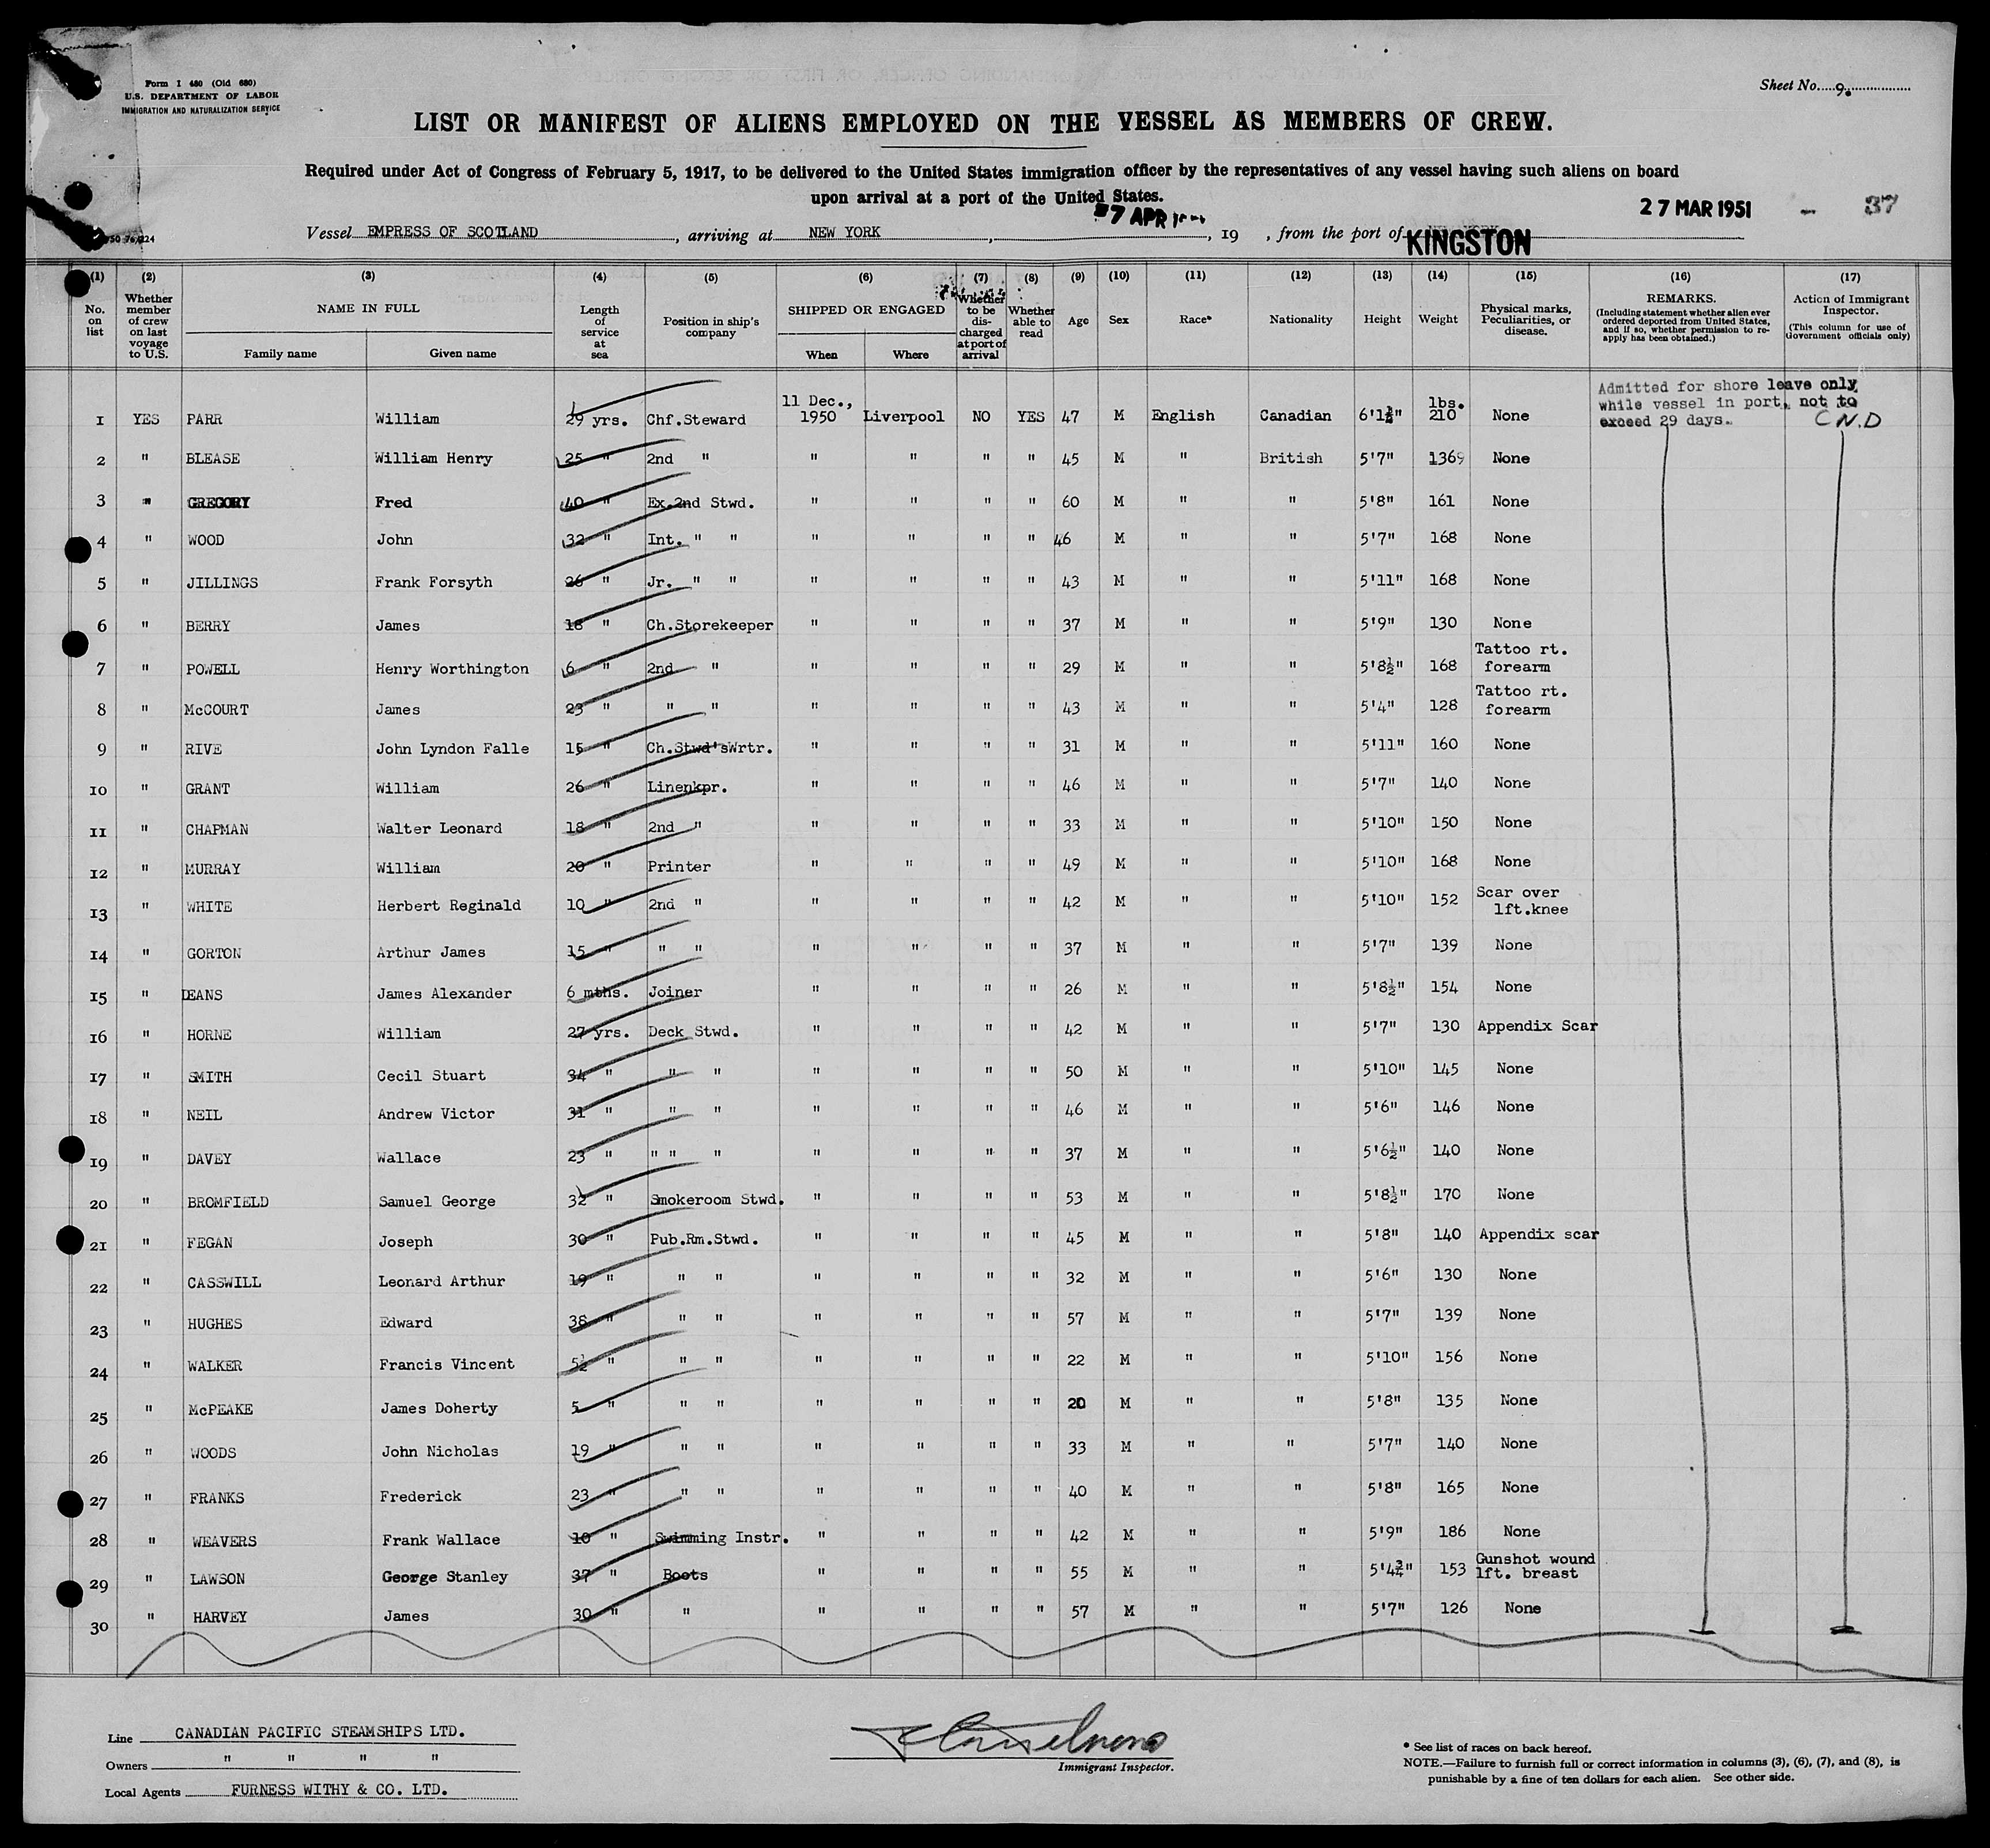 Form I 480 (Old 680)
U.S. DEPARTMENT OF LABOR
IMMIGRATION AND NATURALIZATION SERVICE
Sheet No. 9.
LIST OR MANIFEST OF ALIENS EMPLOYED ON THE VESSEL AS MEMBERS OF CREW.
Required under Act of Congress of February 5, 1917, to be delivered to the United States immigration officer by the representatives of any vessel having such aliens on board
upon arrival at a port of the United States.
7 APR 27 MAR 1951 - 37
Vessel EMPRESS OF SCOTLAND, arriving at NEW YORK, 19 , from the port of KINGSTON
(1) (2) (3) (4) (5) (6) (7) (8) (9) (10) (11) (12) (13) (14) (15) (16) (17)
No. on list
Whether member of crew on last voyage to U.S.
NAME IN FULL
Family name Given name
Length of service at sea
Position in ship's company
SHIPPED OR ENGAGED
When Where
Whether to be discharged at port of arrival
Whether able to read
Age
Sex
Race*
Nationality
Height
Weight
Physical marks, Peculiarities, or disease.
REMARKS.
(Including statement whether alien ever ordered deported from United States, and if so, whether permission to re-apply has been obtained.)
Action of Immigrant Inspector.
(This column for use of Government officials only)
Admitted for shore leave only
while vessel in port, not to
exceed 29 days. C N.D
1 YES PARR William 29 yrs. Chf.Steward 11 Dec., 1950 Liverpool NO YES 47 M English Canadian 6'1½" lbs. 210 None
2 " BLEASE William Henry 25 " 2nd " " " " " 45 M " British 5'7" 1369 None
3 " GREGORY Fred 40 " Ex.2nd Stwd. " " " " 60 M " " 5'8" 161 None
4 " WOOD John 32 " Int. " " " " " " 46 M " " 5'7" 168 None
5 " JILLINGS Frank Forsyth 26 " Jr. " " " " " " 43 M " " 5'11" 168 None
6 " BERRY James 18 " Ch.Storekeeper " " " " 37 M " " 5'9" 130 None
7 " POWELL Henry Worthington 6 " 2nd " " " " " 29 M " " 5'8½" 168 Tattoo rt. forearm
8 " McCOURT James 23 " " " " " " " 43 M " " 5'4" 128 Tattoo rt. forearm
9 " RIVE John Lyndon Falle 15 " Ch.Stwd'sWrtr. " " " " 31 M " " 5'11" 160 None
10 " GRANT William 26 " Linenkpr. " " " " 46 M " " 5'7" 140 None
11 " CHAPMAN Walter Leonard 18 " 2nd " " " " " 33 M " " 5'10" 150 None
12 " MURRAY William 20 " Printer " " " " 49 M " " 5'10" 168 None
13 " WHITE Herbert Reginald 10 " 2nd " " " " " 42 M " " 5'10" 152 Scar over lft.knee
14 " GORTON Arthur James 15 " " " " " " " 37 M " " 5'7" 139 None
15 " DEANS James Alexander 6 mths. Joiner " " " " 26 M " " 5'8½" 154 None
16 " HORNE William 27 yrs. Deck Stwd. " " " " 42 M " " 5'7" 130 Appendix Scar
17 " SMITH Cecil Stuart 34 " " " " " " " 50 M " " 5'10" 145 None
18 " NEIL Andrew Victor 31 " " " " " " " 46 M " " 5'6" 146 None
19 " DAVEY Wallace 23 " " " " " " " " 37 M " " 5'6½" 140 None
20 " BROMFIELD Samuel George 32 " Smokeroom Stwd. " " " " 53 M " " 5'8½" 170 None
21 " FEGAN Joseph 30 " Pub.Rm.Stwd. " " " " 45 M " " 5'8" 140 Appendix scar
22 " CASSWILL Leonard Arthur 19 " " " " " " " 32 M " " 5'6" 130 None
23 " HUGHES Edward 38 " " " " " " " 57 M " " 5'7" 139 None
24 " WALKER Francis Vincent 5½ " " " " " " " 22 M " " 5'10" 156 None
25 " McPEAKE James Doherty 5 " " " " " " " 20 M " " 5'8" 135 None
26 " WOODS John Nicholas 19 " " " " " " " 33 M " " 5'7" 140 None
27 " FRANKS Frederick 23 " " " " " " " 40 M " " 5'8" 165 None
28 " WEAVERS Frank Wallace 10 " Swimming Instr. " " " " 42 M " " 5'9" 186 None
29 " LAWSON George Stanley 37 " Boots " " " " 55 M " " 5'4¾" 153 Gunshot wound lft. breast
30 " HARVEY James 30 " " " " " " 57 M " " 5'7" 126 None
Line CANADIAN PACIFIC STEAMSHIPS LTD.
Owners " " " "
Local Agents FURNESS WITHY & CO. LTD.
Immigrant Inspector.
* See list of races on back hereof.
NOTE.—Failure to furnish full or correct information in columns (3), (6), (7), and (8), is
punishable by a fine of ten dollars for each alien. See other side.